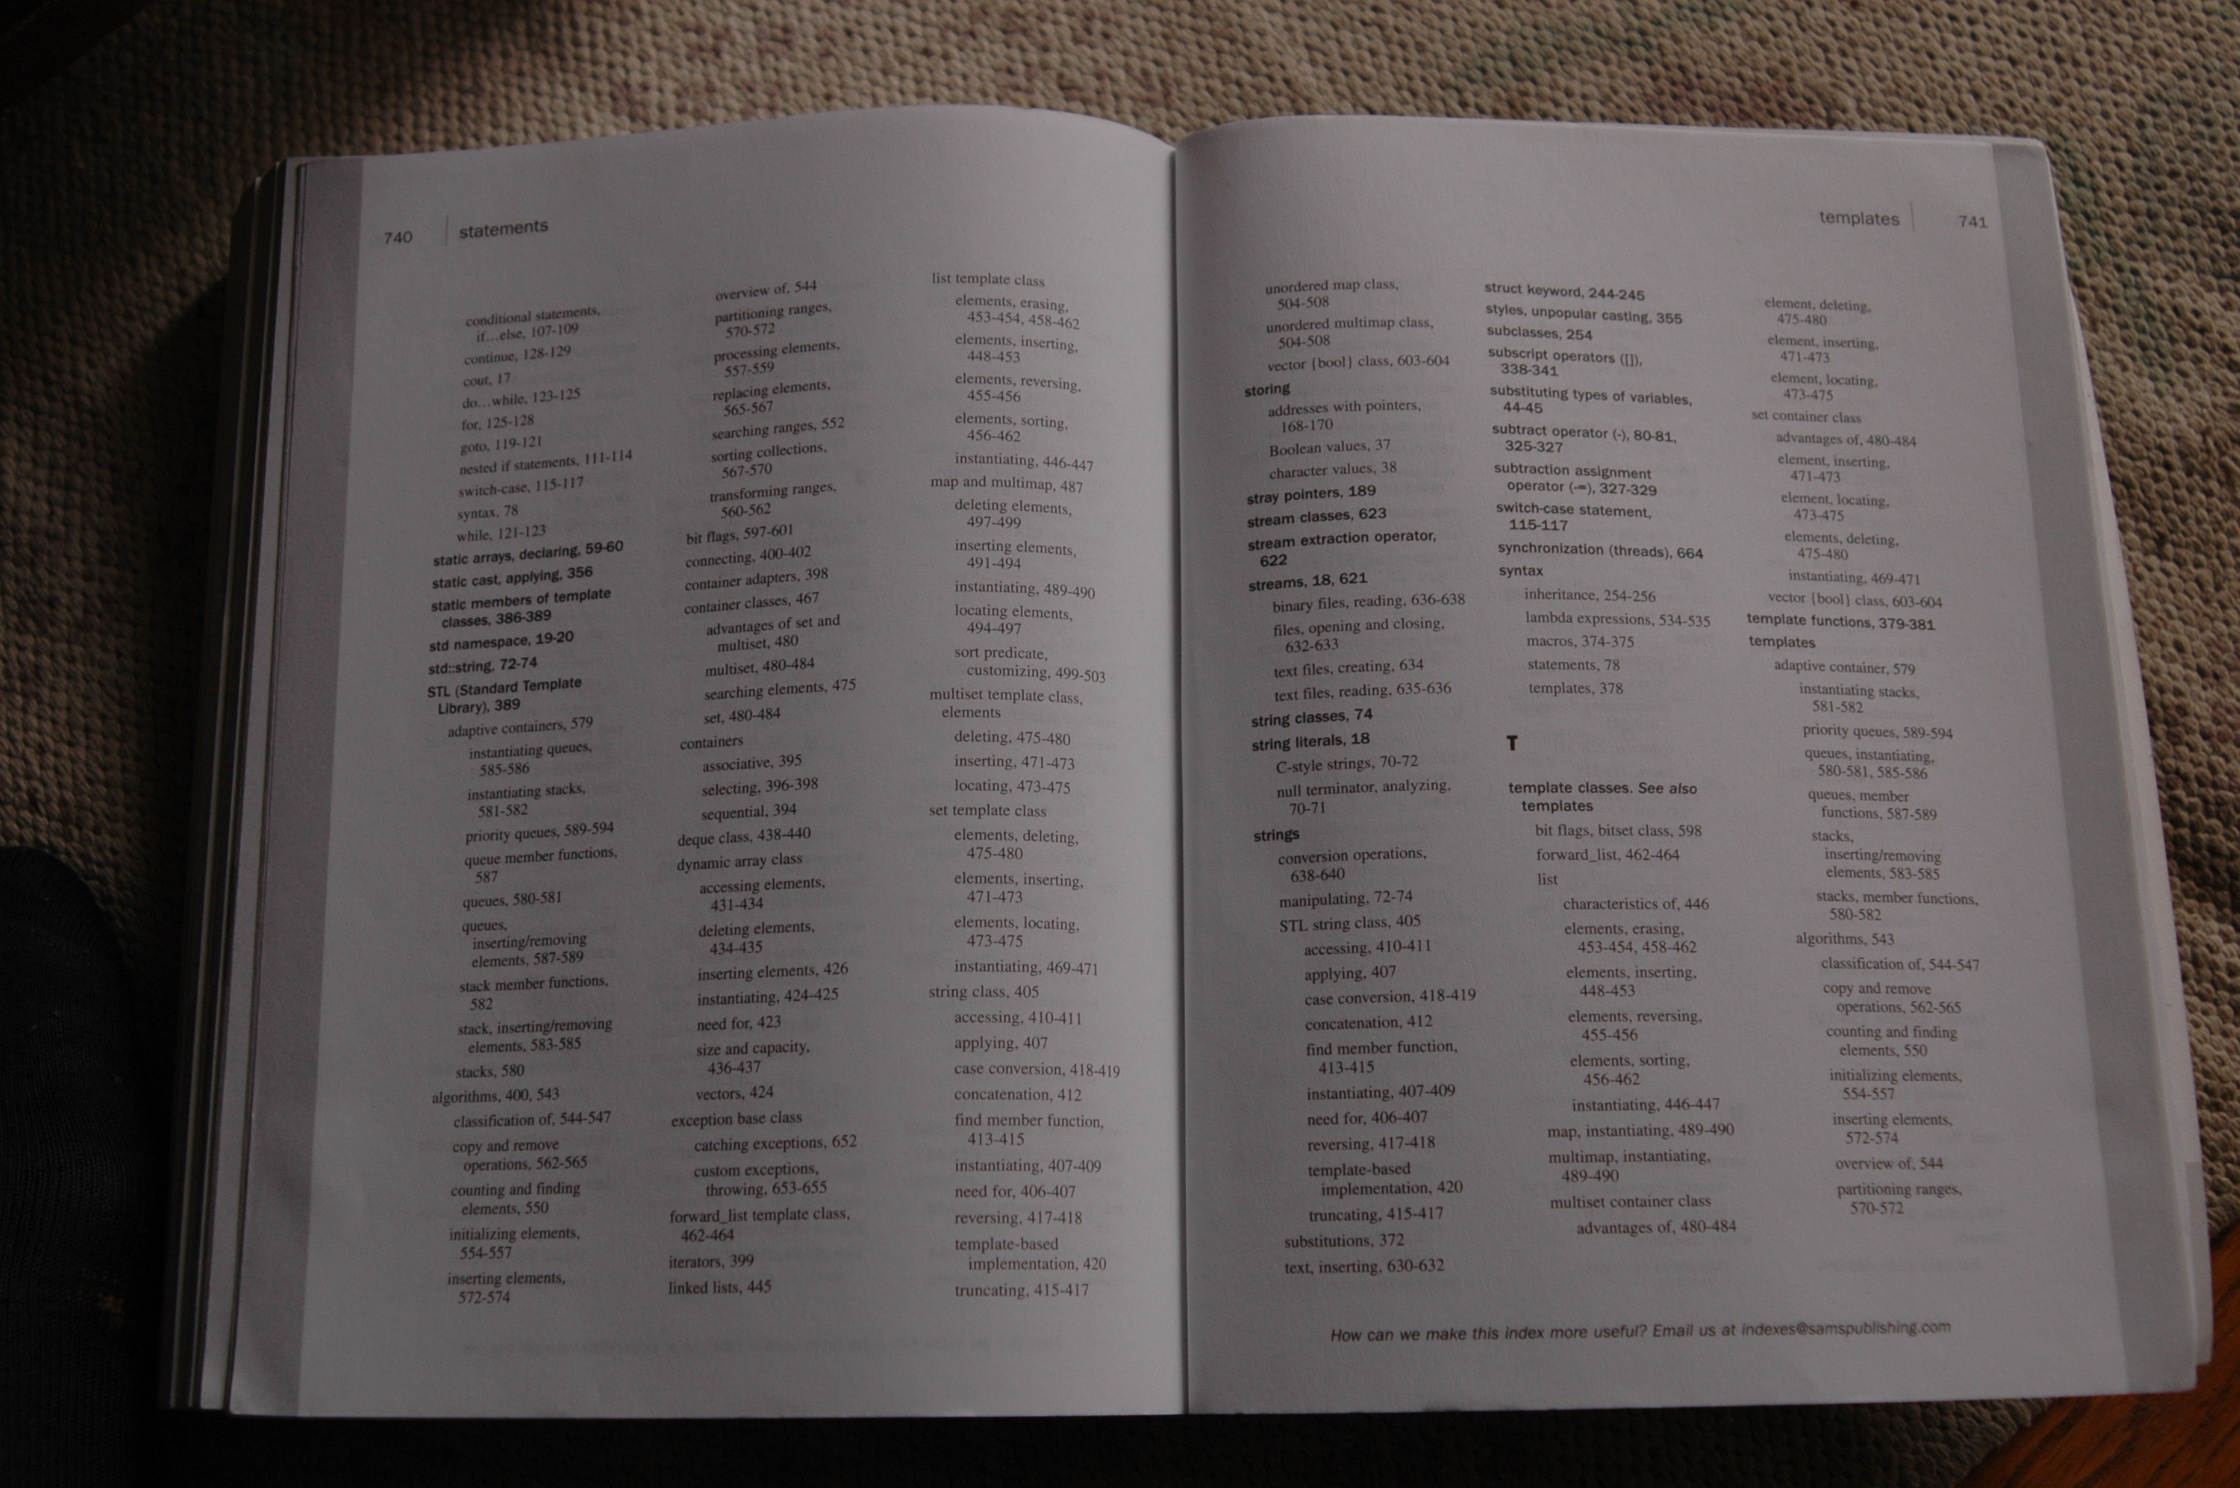 740 statements
conditional statements,
if…else, 107-109
continue, 128-129
cout, 17
do…while, 123-125
for, 125-128
goto, 119-121
nested if statements, 111-114
switch-case, 115-117
syntax, 78
while, 121-123
static arrays, declaring, 59-60
static cast, applying, 356
static members of template
classes, 386-389
std namespace, 19-20
std::string, 72-74
STL (Standard Template
Library), 389
adaptive containers, 579
instantiating queues,
585-586
instantiating stacks,
581-582
priority queues, 589-594
queue member functions,
587
queues, 580-581
queues,
inserting/removing
elements, 587-589
stack member functions,
582
stack, inserting/removing
elements, 583-585
stacks, 580
algorithms, 400, 543
classification of, 544-547
copy and remove
operations, 562-565
counting and finding
elements, 550
initializing elements,
554-557
inserting elements,
572-574
overview of, 544
partitioning ranges,
570-572
processing elements,
557-559
replacing elements,
565-567
searching ranges, 552
sorting collections,
567-570
transforming ranges,
560-562
bit flags, 597-601
connecting, 400-402
container adapters, 398
container classes, 467
advantages of set and
multiset, 480
multiset, 480-484
searching elements, 475
set, 480-484
containers
associative, 395
selecting, 396-398
sequential, 394
deque class, 438-440
dynamic array class
accessing elements,
431-434
deleting elements,
434-435
inserting elements, 426
instantiating, 424-425
need for, 423
size and capacity,
436-437
vectors, 424
exception base class
catching exceptions, 652
custom exceptions,
throwing, 653-655
forward_list template class,
462-464
iterators, 399
linked lists, 445
list template class
elements, erasing,
453-454, 458-462
elements, inserting,
448-453
elements, reversing,
455-456
elements, sorting,
456-462
instantiating, 446-447
map and multimap, 487
deleting elements,
497-499
inserting elements,
491-494
instantiating, 489-490
locating elements,
494-497
sort predicate,
customizing, 499-503
multiset template class,
elements
deleting, 475-480
inserting, 471-473
locating, 473-475
set template class
elements, deleting,
475-480
elements, inserting,
471-473
elements, locating,
473-475
instantiating, 469-471
string class, 405
accessing, 410-411
applying, 407
case conversion, 418-419
concatenation, 412
find member function,
413-415
instantiating, 407-409
need for, 406-407
reversing, 417-418
template-based
implementation, 420
truncating, 415-417
templates 741
unordered map class,
504-508
unordered multimap class,
504-508
vector {bool} class, 603-604
storing
addresses with pointers,
168-170
Boolean values, 37
character values, 38
stray pointers, 189
stream classes, 623
stream extraction operator,
622
streams, 18, 621
binary files, reading, 636-638
files, opening and closing,
632-633
text files, creating, 634
text files, reading, 635-636
string classes, 74
string literals, 18
C-style strings, 70-72
null terminator, analyzing,
70-71
strings
conversion operations,
638-640
manipulating, 72-74
STL string class, 405
accessing, 410-411
applying, 407
case conversion, 418-419
concatenation, 412
find member function,
413-415
instantiating, 407-409
need for, 406-407
reversing, 417-418
template-based
implementation, 420
truncating, 415-417
substitutions, 372
text, inserting, 630-632
struct keyword, 244-245
styles, unpopular casting, 355
subclasses, 254
subscript operators ([]),
338-341
substituting types of variables,
44-45
subtract operator (-), 80-81,
325-327
subtraction assignment
operator (-=), 327-329
switch-case statement,
115-117
synchronization (threads), 664
syntax
inheritance, 254-256
lambda expressions, 534-535
macros, 374-375
statements, 78
templates, 378
T
template classes. See also
templates
bit flags, bitset class, 598
forward_list, 462-464
list
characteristics of, 446
elements, erasing,
453-454, 458-462
elements, inserting,
448-453
elements, reversing,
455-456
elements, sorting,
456-462
instantiating, 446-447
map, instantiating, 489-490
multimap, instantiating,
489-490
multiset container class
advantages of, 480-484
element, deleting,
475-480
element, inserting,
471-473
element, locating,
473-475
set container class
advantages of, 480-484
element, inserting,
471-473
element, locating,
473-475
elements, deleting,
475-480
instantiating, 469-471
vector {bool} class, 603-604
template functions, 379-381
templates
adaptive container, 579
instantiating stacks,
581-582
priority queues, 589-594
queues, instantiating,
580-581, 585-586
queues, member
functions, 587-589
stacks,
inserting/removing
elements, 583-585
stacks, member functions,
580-582
algorithms, 543
classification of, 544-547
copy and remove
operations, 562-565
counting and finding
elements, 550
initializing elements,
554-557
inserting elements,
572-574
overview of, 544
partitioning ranges,
570-572
How can we make this index more useful? Email us at indexes@samspublishing.com